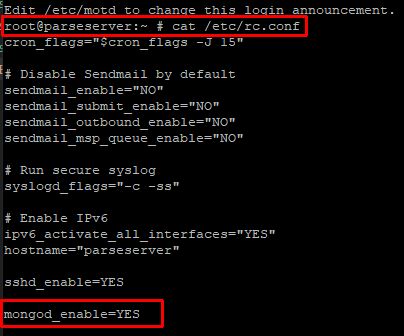 Edit /etc/motd to change this login announcement.
root@parseserver:~ # cat /etc/rc.conf
cron_flags="$cron_flags -J 15"
# Disable Sendmail by default
sendmail_enable="NO"
sendmail_submit_enable="NO"
sendmail_outbound_enable="NO"
sendmail_msp_queue_enable="NO"
# Run secure syslog
syslogd_flags="-c -ss"
# Enable IPv6
ipv6_activate_all_interfaces="YES"
hostname="parseserver"
sshd_enable=YES
mongod_enable=YES